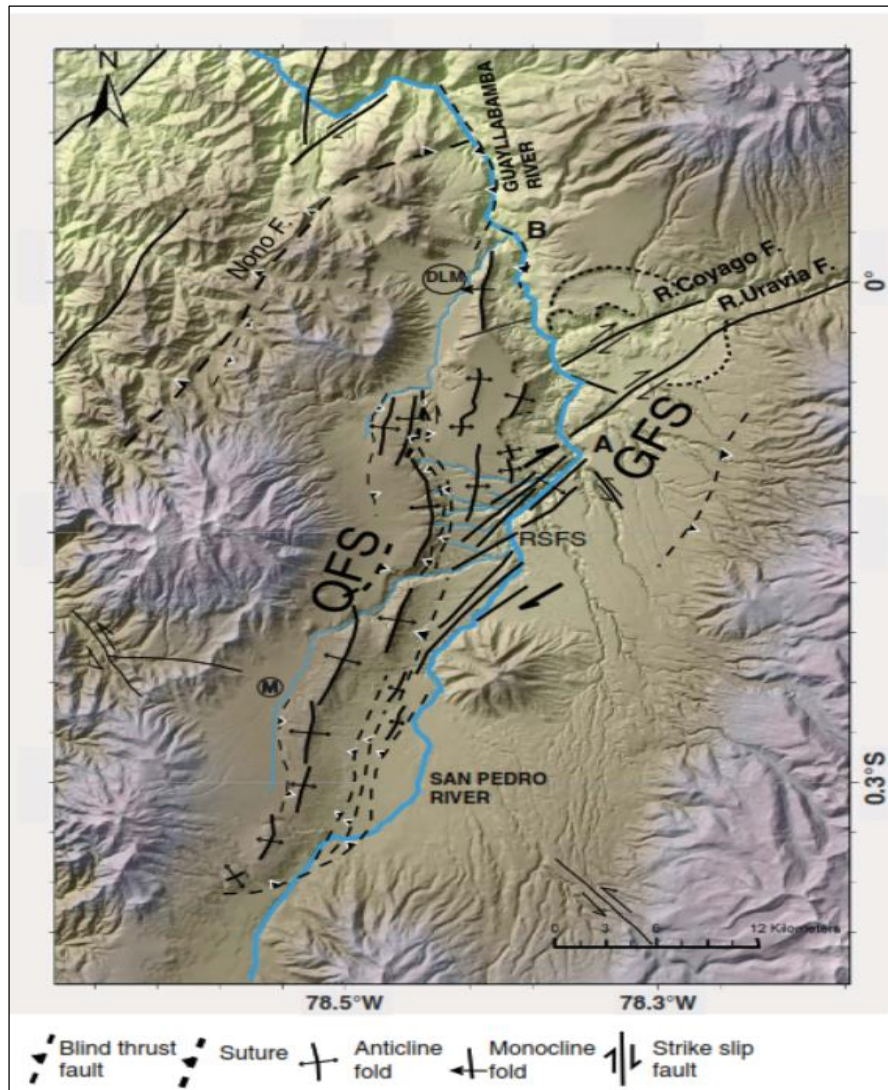 N
GUAYLLABAMBA
RIVER
B
Nono F.
DLM
R.Coyago F.
0°
R.Uravia F.
A
GFS
QFS
RSFS
M
SAN PEDRO
RIVER
0.3°S
0 3 6 12 Kilometers
78.5°W 78.3°W
Blind thrust
fault
Suture
Anticline
fold
Monocline
fold
Strike slip
fault